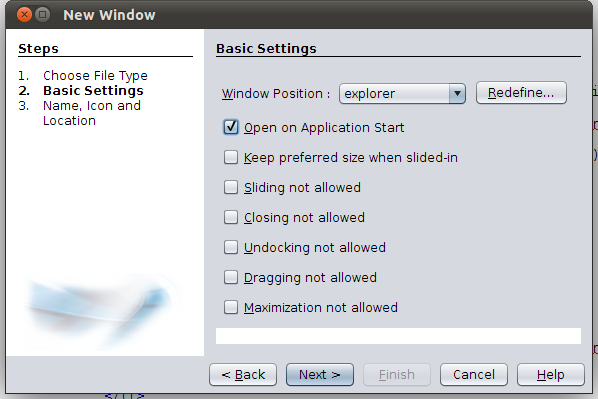 New Window
Steps
Basic Settings
1. Choose File Type
2. Basic Settings
3. Name, Icon and
Location
Window Position : explorer Redefine...
Open on Application Start
Keep preferred size when slided-in
Sliding not allowed
Closing not allowed
Undocking not allowed
Dragging not allowed
Maximization not allowed
< Back Next > Finish Cancel Help